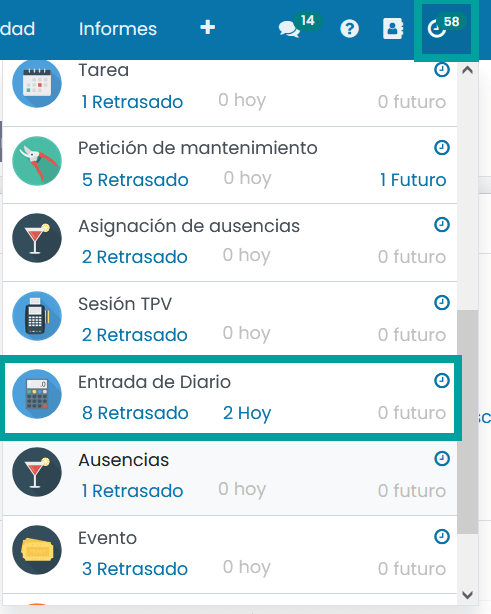 dad Informes + 14 ? 58
Tarea
1 Retrasado 0 hoy 0 futuro
Petición de mantenimiento
5 Retrasado 0 hoy 1 Futuro
Asignación de ausencias
2 Retrasado 0 hoy 0 futuro
Sesión TPV
2 Retrasado 0 hoy 0 futuro
Entrada de Diario
8 Retrasado 2 Hoy 0 futuro
sc
Ausencias
1 Retrasado 0 hoy 0 futuro
Evento
3 Retrasado 0 hoy 0 futuro